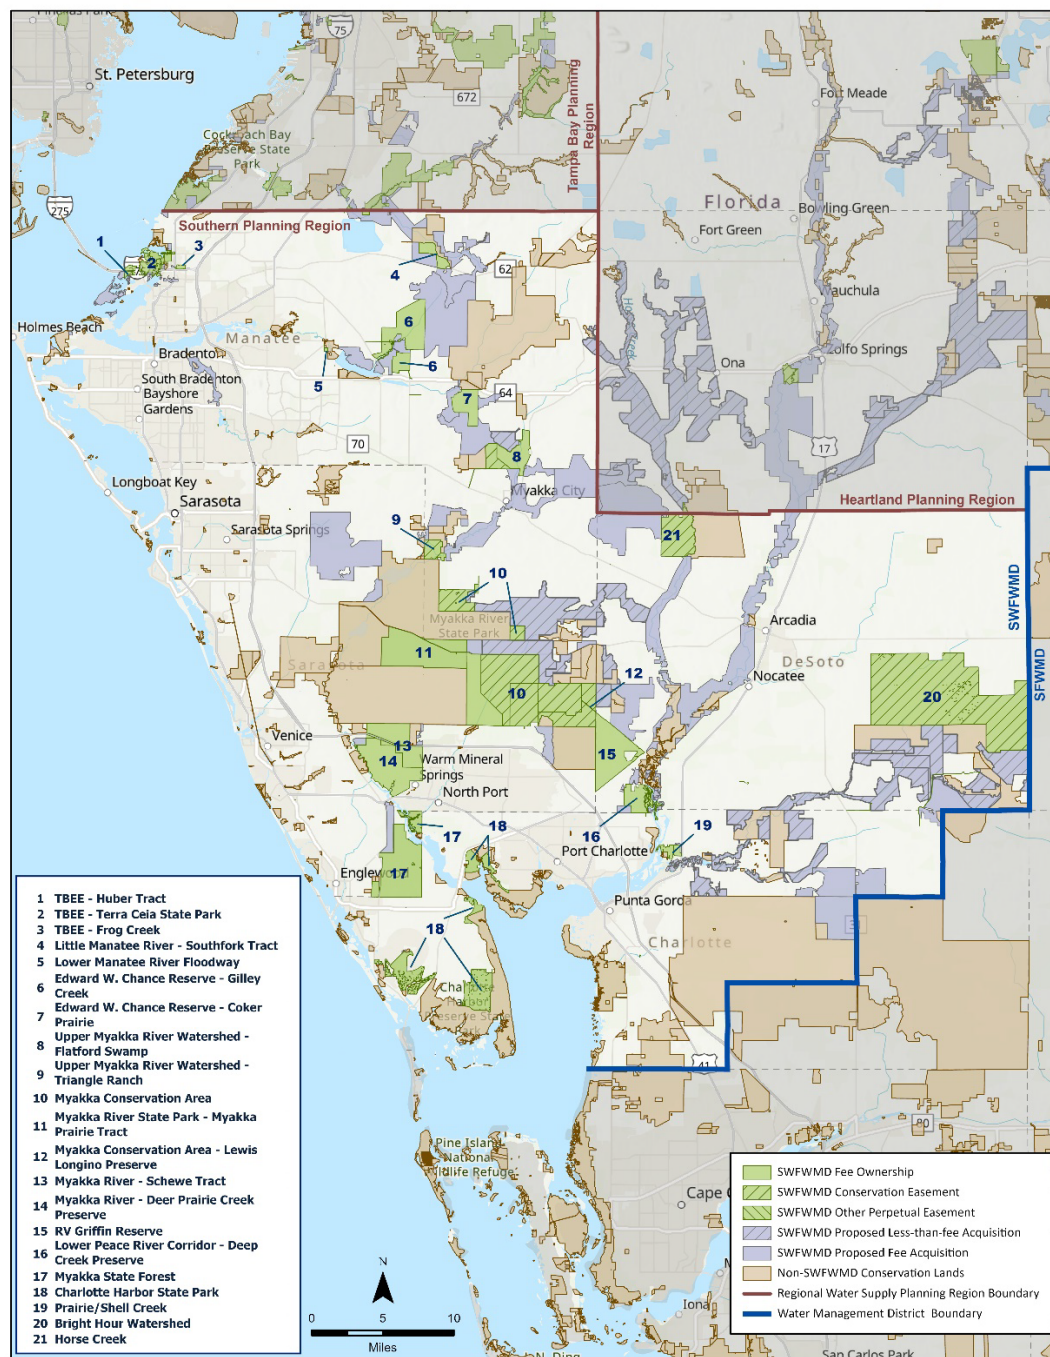 Pinellas Park
75
St. Petersburg
672
Fort Meade
Cockroach Bay
Preserve State
Park
Tampa Bay Planning
Region
275
Florida
Bowling Green
Southern Planning Region
Fort Green
1
2
3
4
62
Wauchula
Holmes Beach
6
Manatee
Bradenton
Zolfo Springs
5
6
Ona
South Bradenton
Bayshore
Gardens
7
64
70
8
17
Longboat Key
Myakka City
Heartland Planning Region
Sarasota
9
Sarasota Springs
21
10
SWFWMD
SFWMD
Myakka River
State Park
Arcadia
11
Sarasota
DeSoto
12
Nocatee
10
20
Venice
13
14
15
Warm Mineral
Springs
North Port
16
17
18
19
Port Charlotte
Englewood
17
Punta Gorda
18
Charlotte
Charlotte
Harbor
Preserve State
Park
41
1 TBEE - Huber Tract
2 TBEE - Terra Ceia State Park
3 TBEE - Frog Creek
4 Little Manatee River - Southfork Tract
5 Lower Manatee River Floodway
6 Edward W. Chance Reserve - Gilley
Creek
7 Edward W. Chance Reserve - Coker
Prairie
8 Upper Myakka River Watershed -
Flatford Swamp
9 Upper Myakka River Watershed -
Triangle Ranch
10 Myakka Conservation Area
11 Myakka River State Park - Myakka
Prairie Tract
12 Myakka Conservation Area - Lewis
Longino Preserve
13 Myakka River - Schewe Tract
14 Myakka River - Deer Prairie Creek
Preserve
15 RV Griffin Reserve
16 Lower Peace River Corridor - Deep
Creek Preserve
17 Myakka State Forest
18 Charlotte Harbor State Park
19 Prairie/Shell Creek
20 Bright Hour Watershed
21 Horse Creek
N
0 5 10
Miles
Pine Island
National
Wildlife Refuge
80
Cape
Iona
San Carlos Park
SWFWMD Fee Ownership
SWFWMD Conservation Easement
SWFWMD Other Perpetual Easement
SWFWMD Proposed Less-than-fee Acquisition
SWFWMD Proposed Fee Acquisition
Non-SWFWMD Conservation Lands
Regional Water Supply Planning Region Boundary
Water Management District Boundary